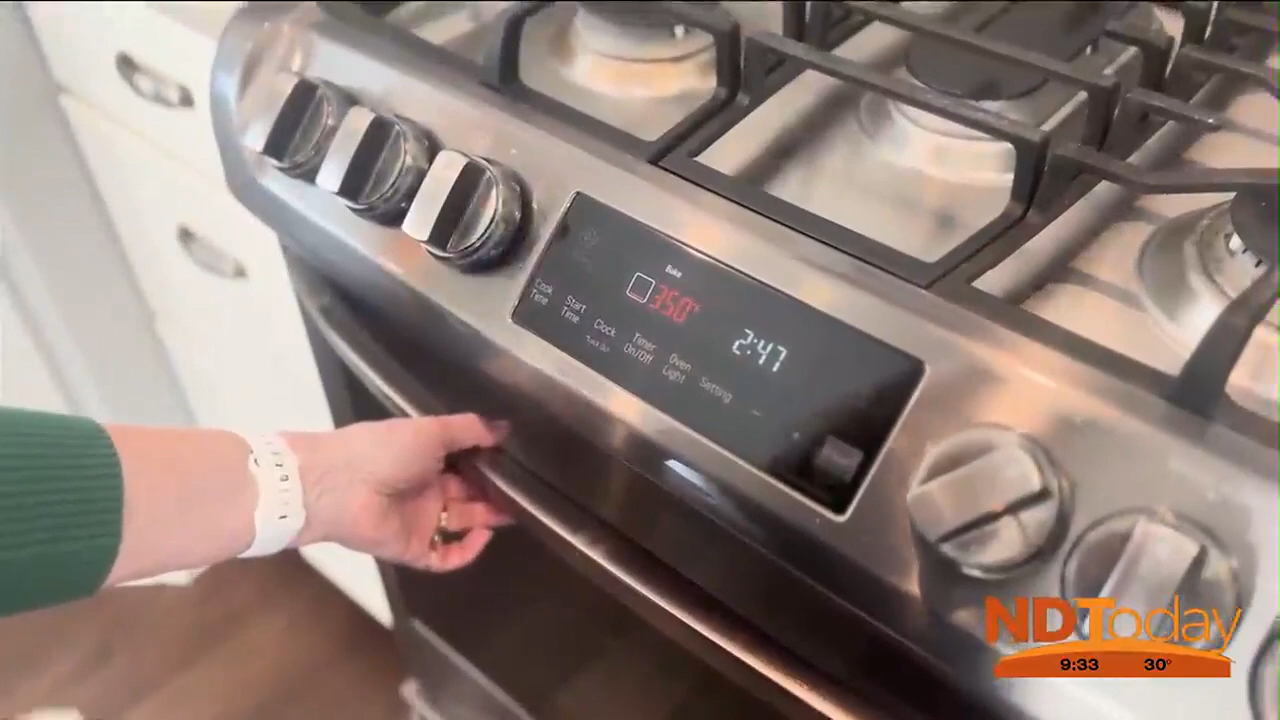 Bake
350°F
2:47
Cook
Time
Start
Time
Clock
Timer
On/Off
Oven
Light
Setting
NDToday
9:33 30°